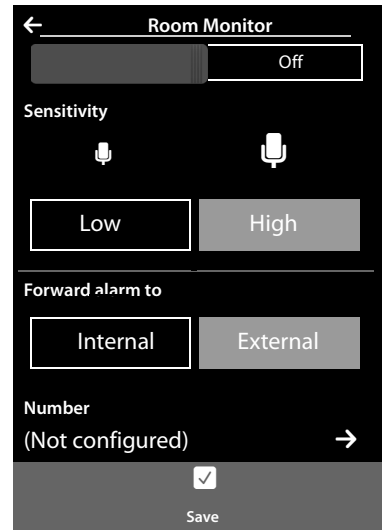 Room Monitor
Off
Sensitivity
Low High
Forward alarm to
Internal External
Number
(Not configured)
Save